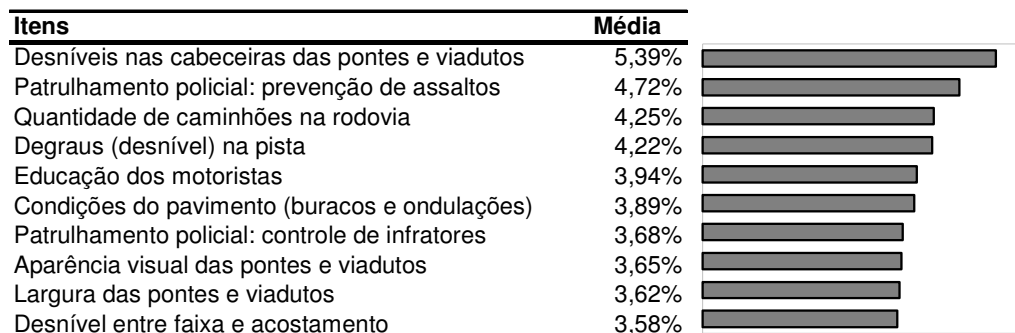 Itens Média
Desníveis nas cabeceiras das pontes e viadutos 5,39%
Patrulhamento policial: prevenção de assaltos 4,72%
Quantidade de caminhões na rodovia 4,25%
Degraus (desnível) na pista 4,22%
Educação dos motoristas 3,94%
Condições do pavimento (buracos e ondulações) 3,89%
Patrulhamento policial: controle de infratores 3,68%
Aparência visual das pontes e viadutos 3,65%
Largura das pontes e viadutos 3,62%
Desnível entre faixa e acostamento 3,58%